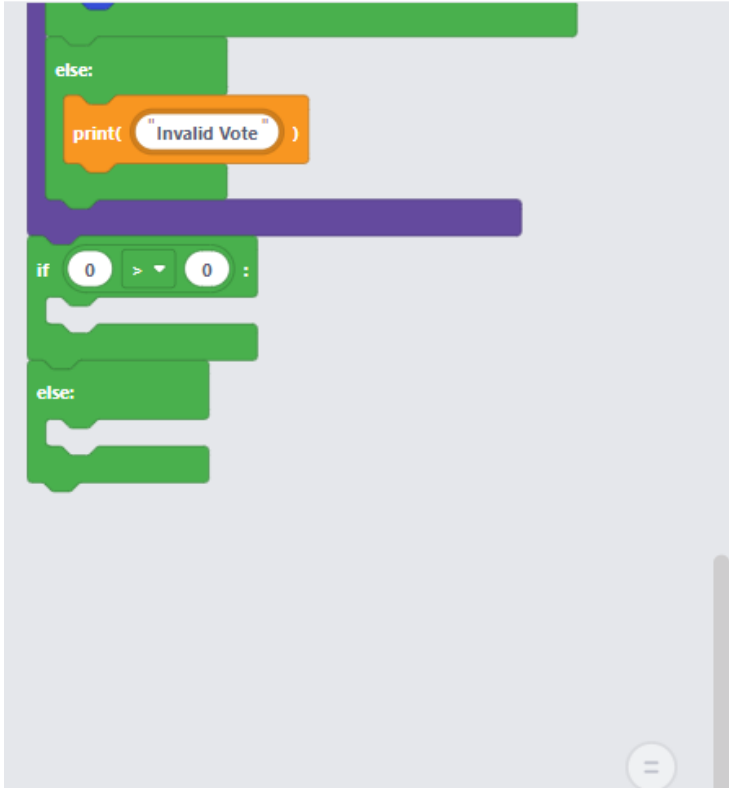 else:
print( "Invalid Vote" )
if 0 > 0 :
else:
=